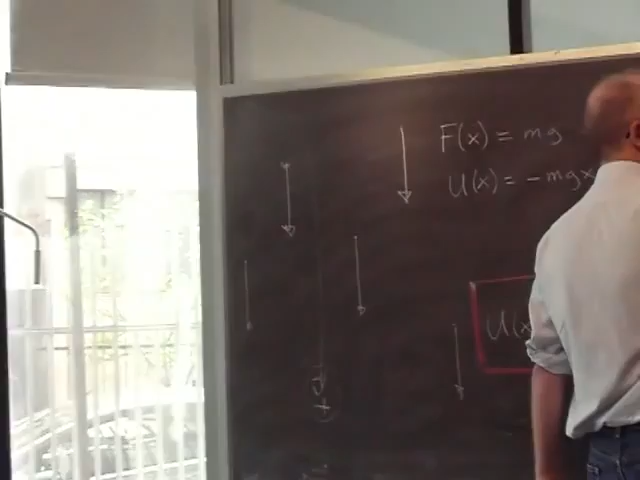 F(x) = mg
U(x) = -mgx
U(x